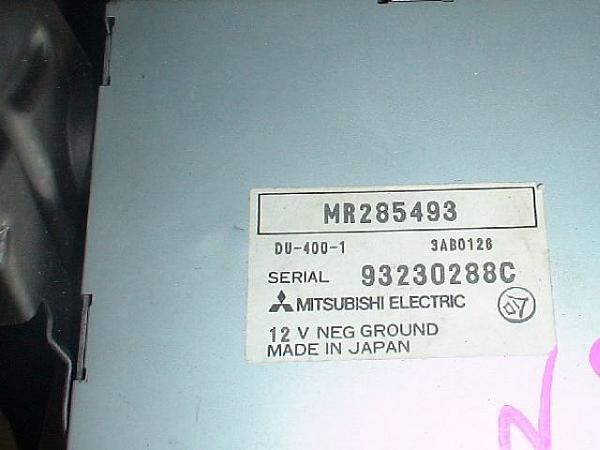 MR285493
DU-400-1 3AB0126
SERIAL 93230288C
MITSUBISHI ELECTRIC
12 V NEG GROUND
MADE IN JAPAN
N